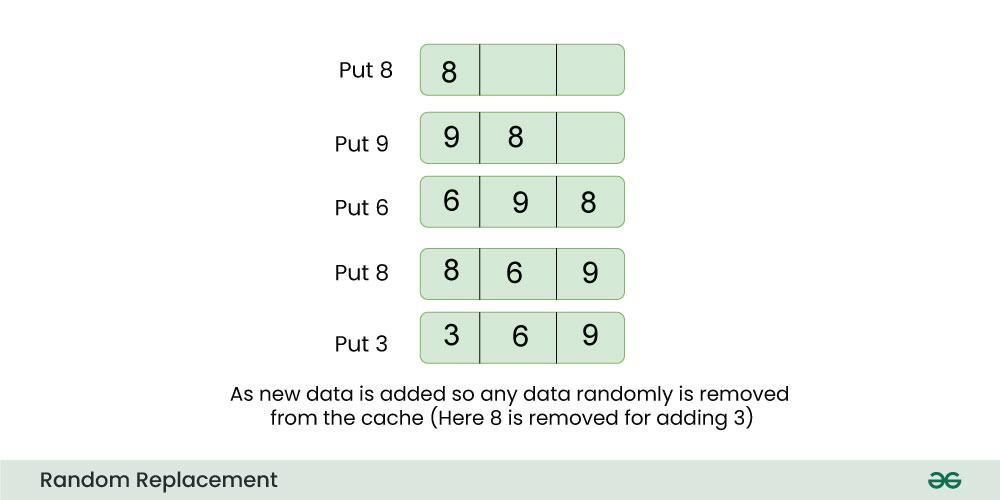 Put 8 8
Put 9 9 8
Put 6 6 9 8
Put 8 8 6 9
Put 3 3 6 9
As new data is added so any data randomly is removed
from the cache (Here 8 is removed for adding 3)
Random Replacement